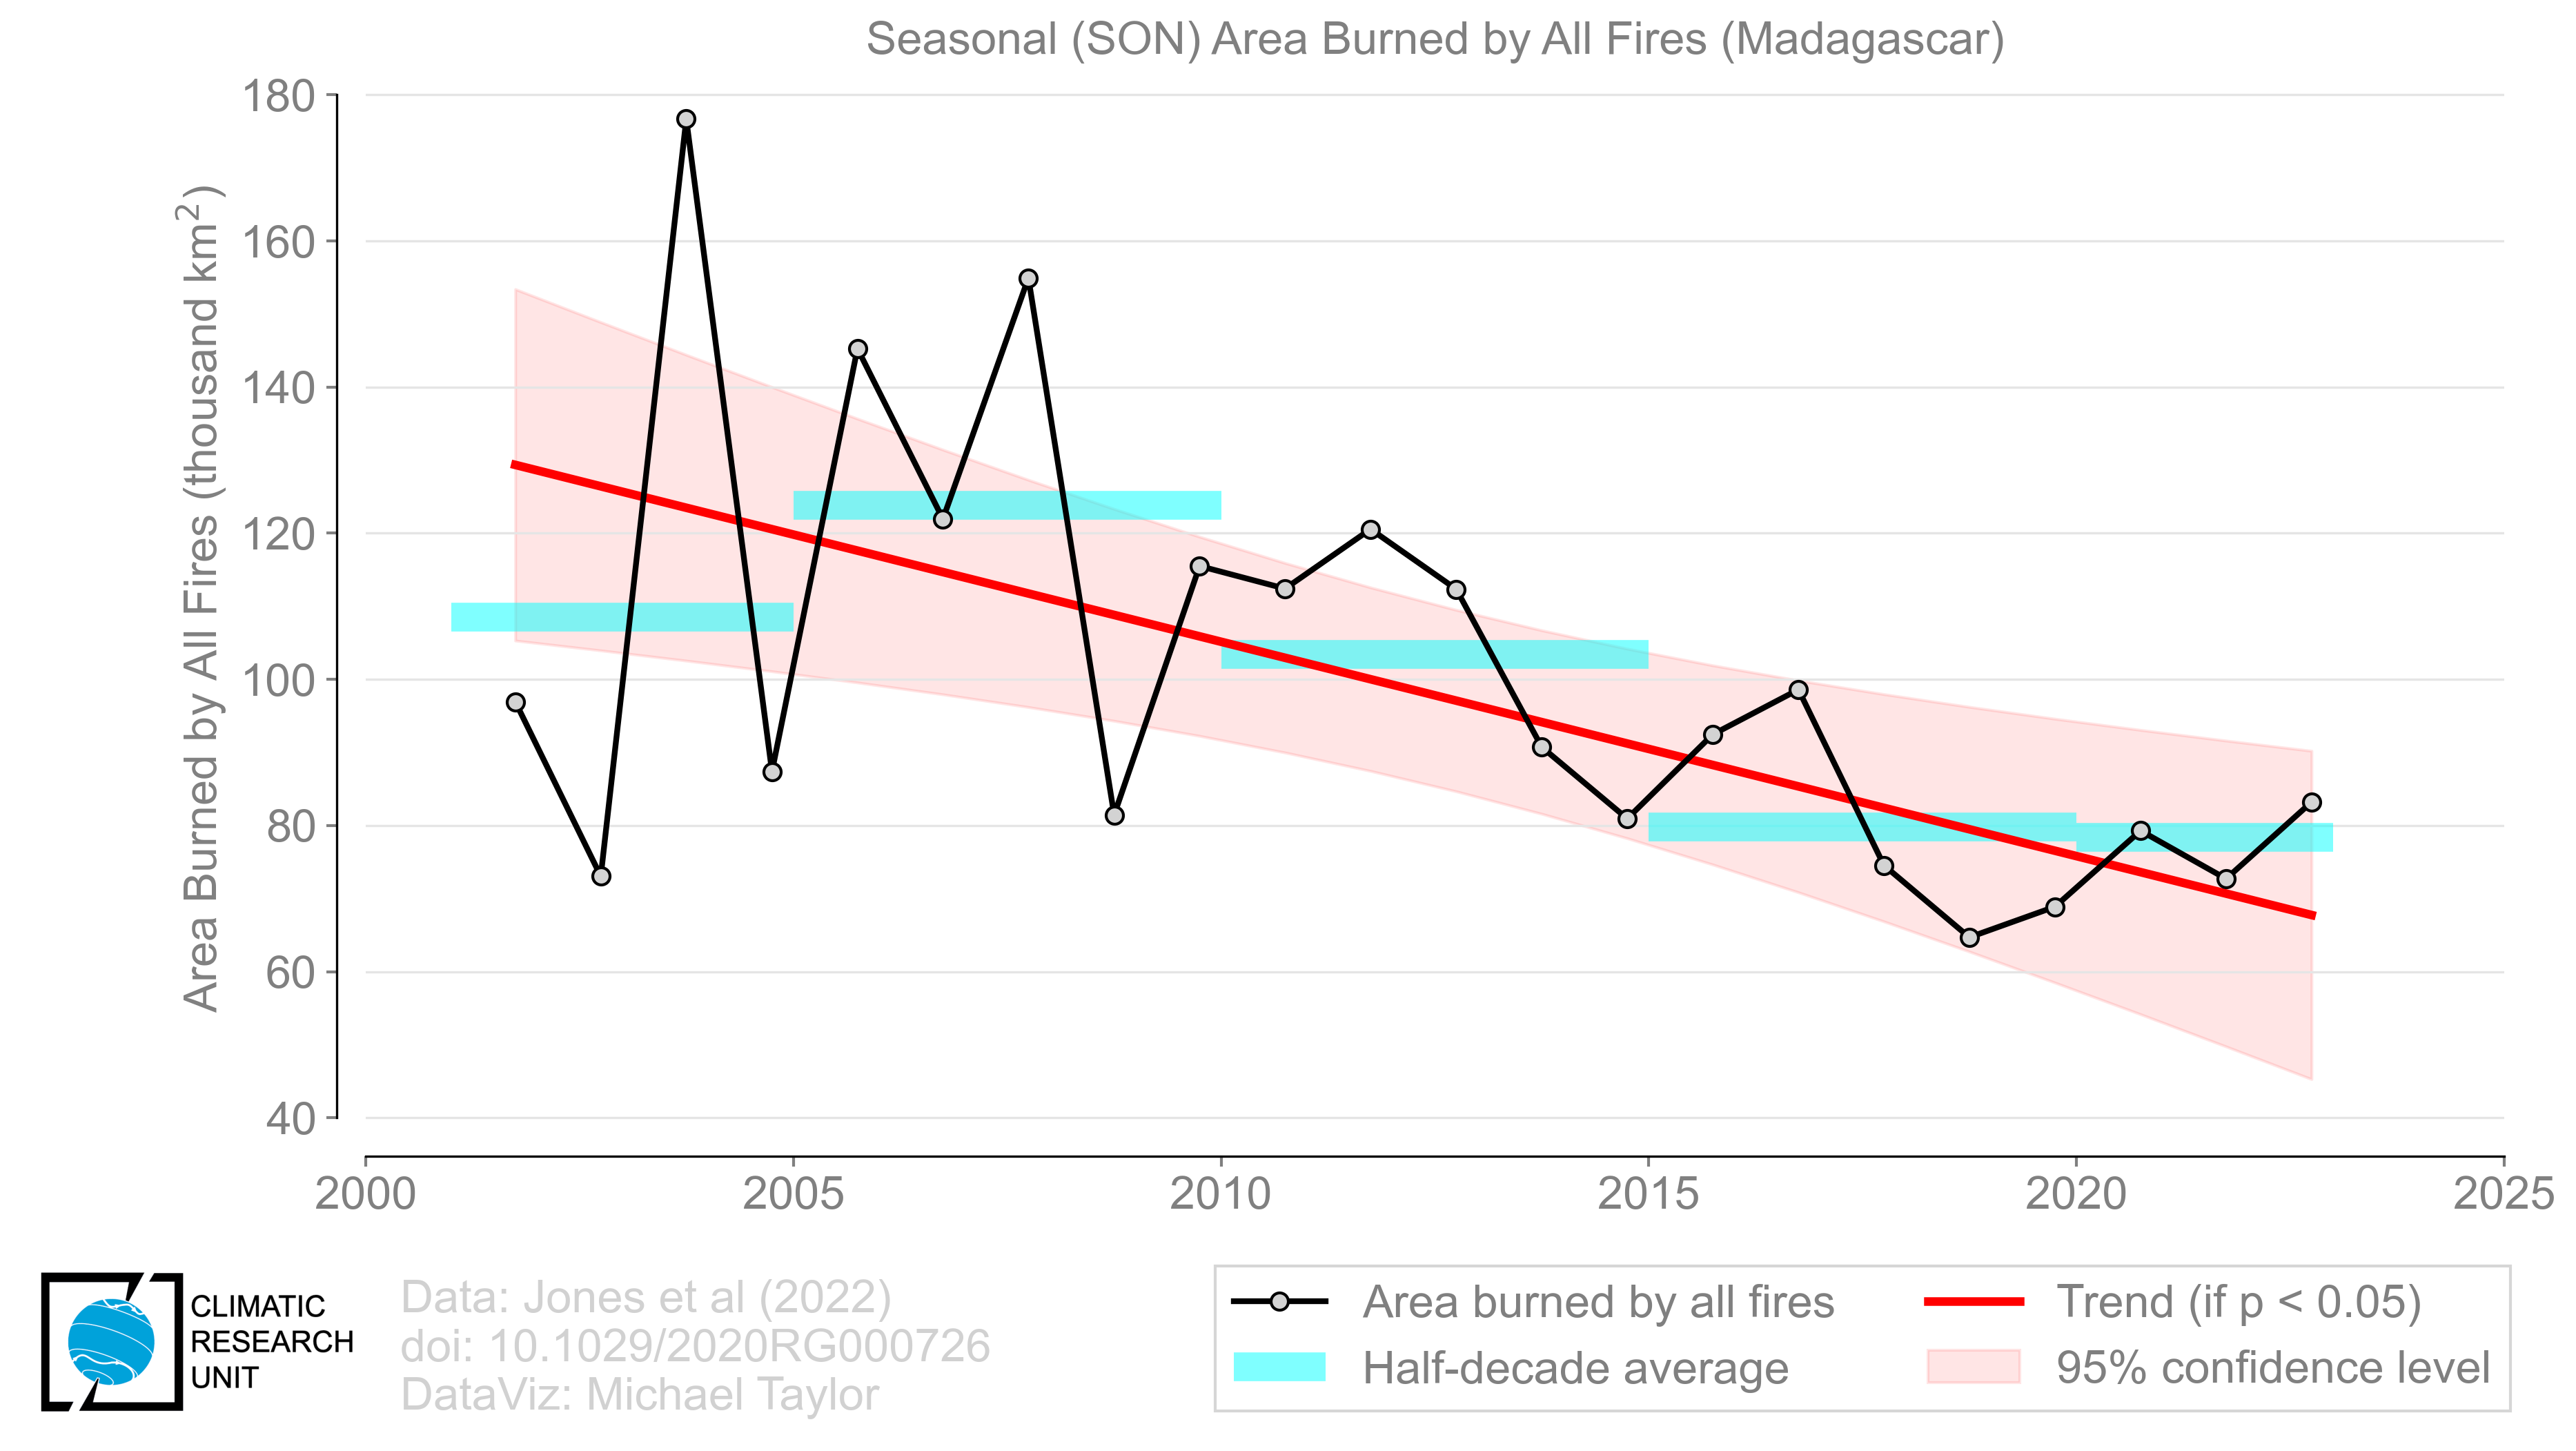 Seasonal (SON) Area Burned by All Fires (Madagascar)
Area Burned by All Fires (thousand km²)
180
160
140
120
100
80
60
40
2000 2005 2010 2015 2020 2025
CLIMATIC
RESEARCH
UNIT
Data: Jones et al (2022)
doi: 10.1029/2020RG000726
DataViz: Michael Taylor
Area burned by all fires
Half-decade average
Trend (if p < 0.05)
95% confidence level